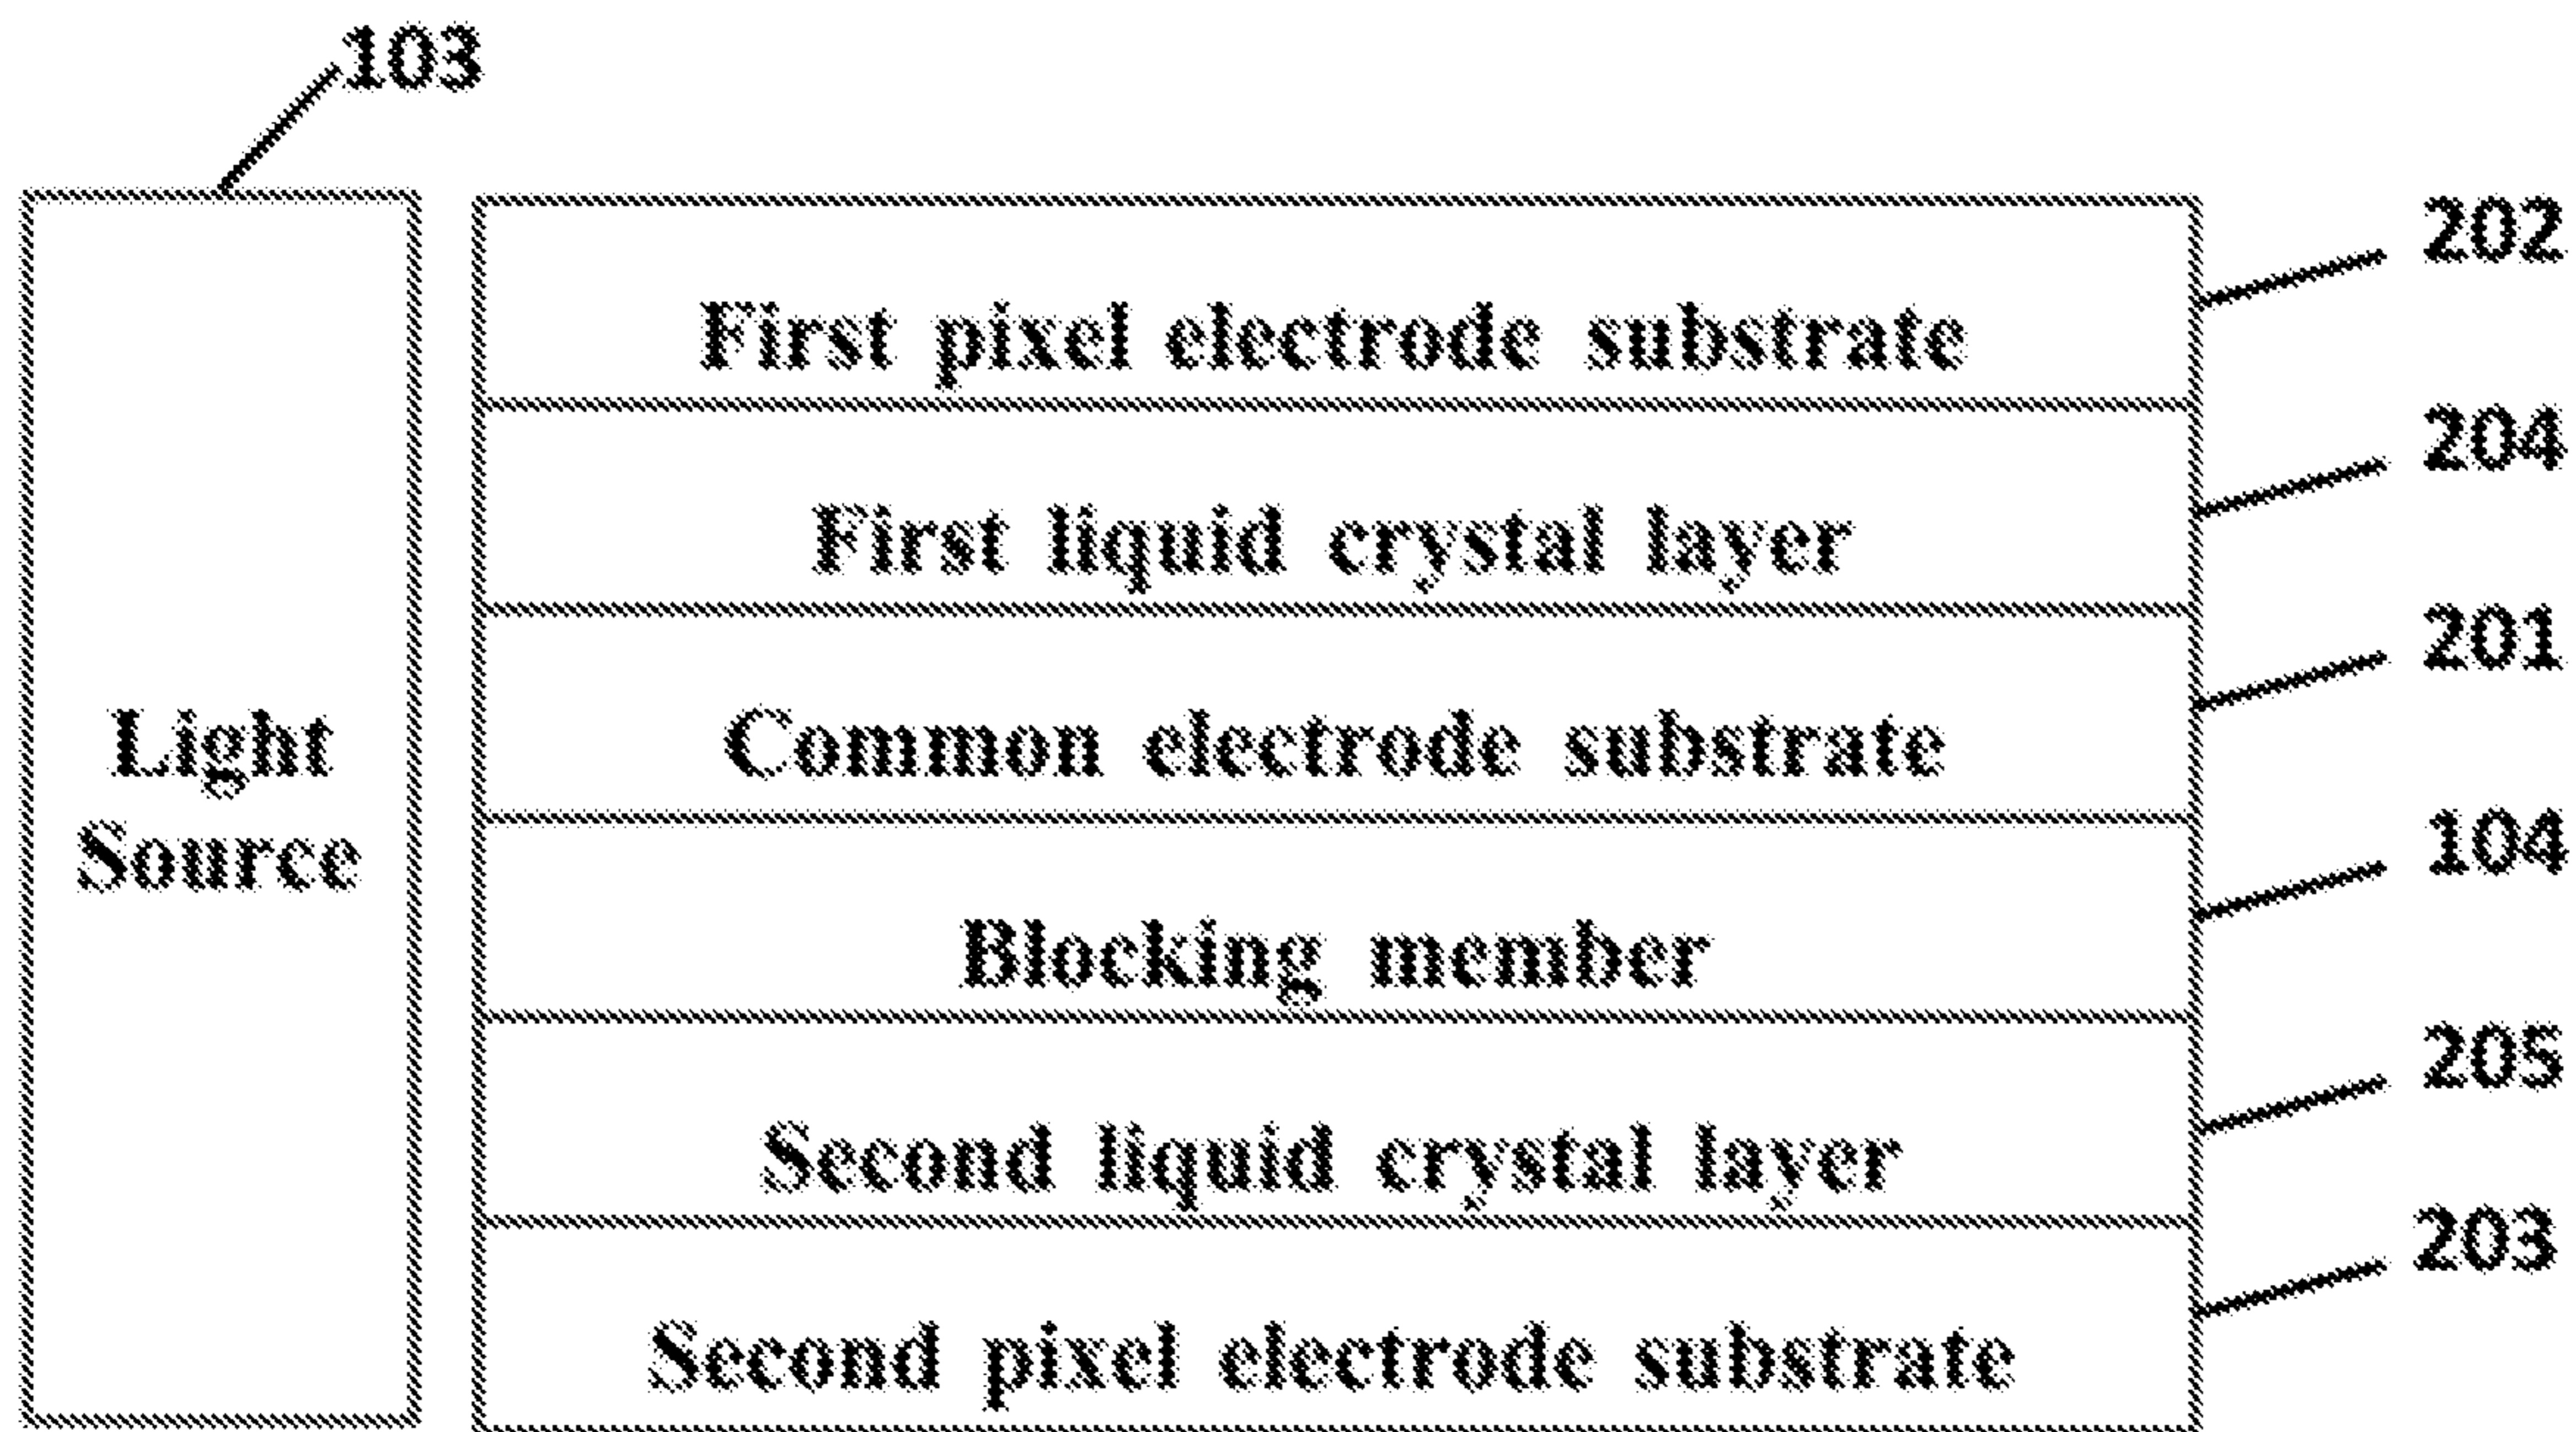 103
202
First pixel electrode substrate
204
First liquid crystal layer
201
Common electrode substrate
Light
Source
104
Blocking member
205
Second liquid crystal layer
203
Second pixel electrode substrate